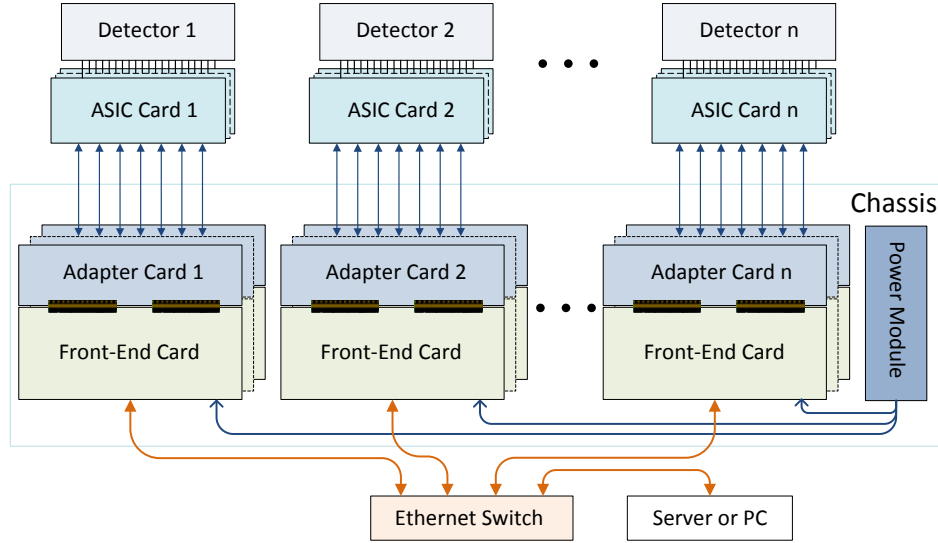 Detector 1
Detector 2
Detector n
ASIC Card 1
ASIC Card 2
ASIC Card n
Chassis
Adapter Card 1
Adapter Card 2
Adapter Card n
Power Module
Front-End Card
Front-End Card
Front-End Card
Ethernet Switch
Server or PC